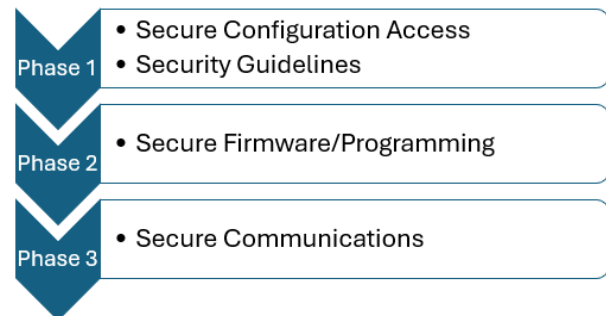 Phase 1
• Secure Configuration Access
• Security Guidelines
Phase 2
• Secure Firmware/Programming
Phase 3
• Secure Communications